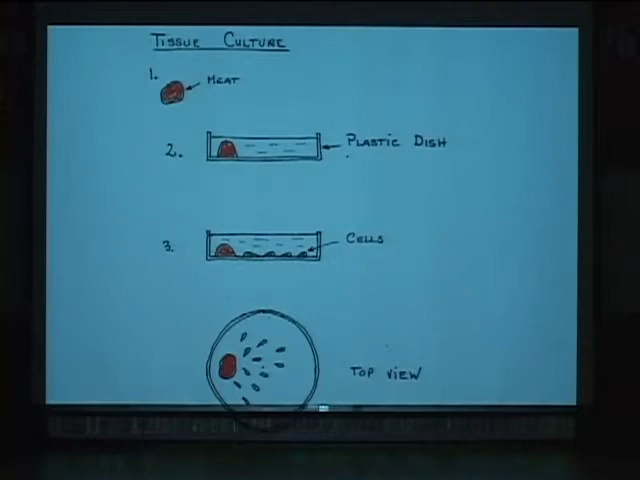 TISSUE CULTURE
1.
MEAT
2.
PLASTIC DISH
3.
CELLS
TOP VIEW